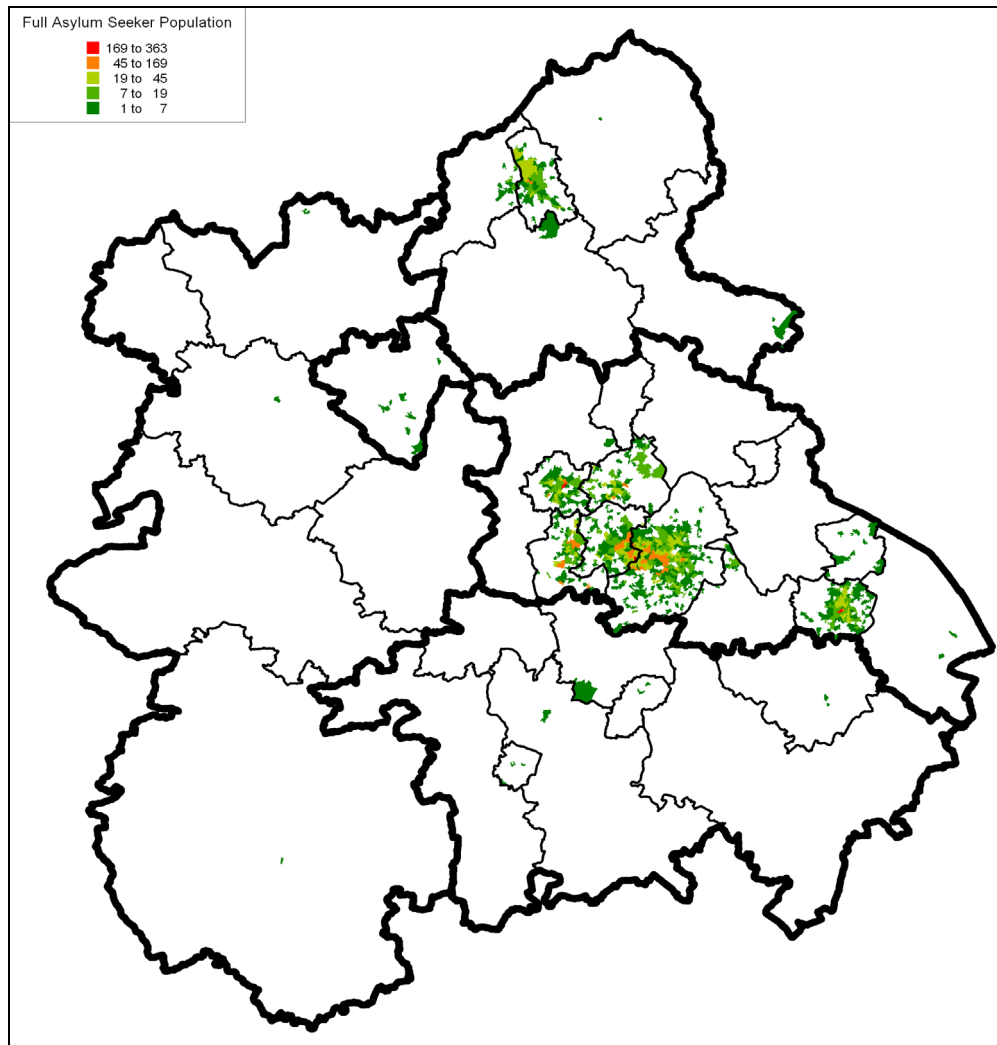 Full Asylum Seeker Population
169 to 363
45 to 169
19 to 45
7 to 19
1 to 7